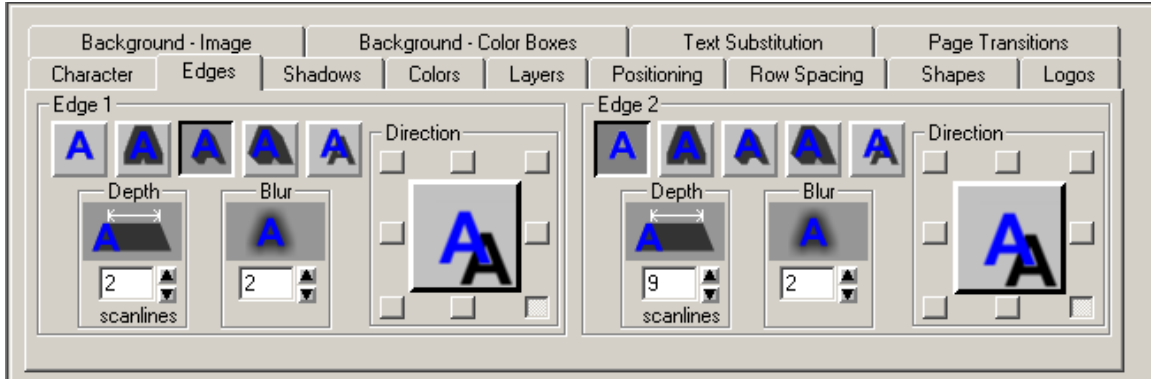 Background - Image Background - Color Boxes Text Substitution Page Transitions
Character Edges Shadows Colors Layers Positioning Row Spacing Shapes Logos
Edge 1 Edge 2
A A A A A Direction A A A A A Direction
Depth Blur Depth Blur
A A AA A A AA
2 2 9 2
scanlines scanlines